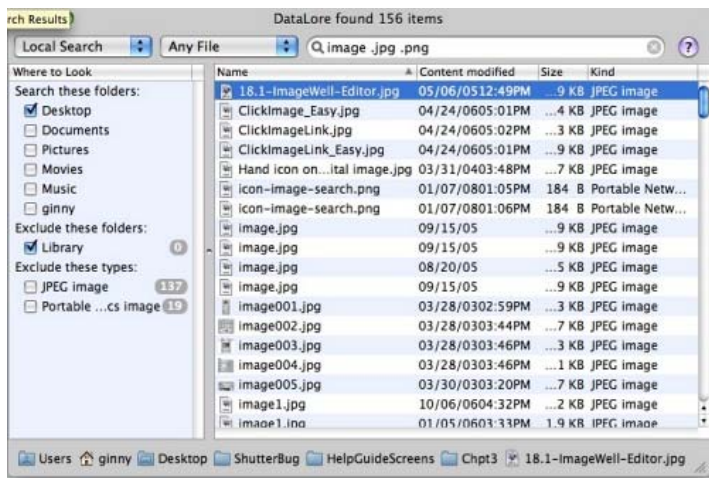 rch Results
DataLore found 156 items
Local Search Any File image .jpg .png ?
Where to Look
Search these folders:
Desktop
Documents
Pictures
Movies
Music
ginny
Exclude these folders:
Library 0
Exclude these types:
JPEG image 137
Portable ...cs image 19
Name Content modified Size Kind
18.1-ImageWell-Editor.jpg 05/06/0512:49PM ...9 KB JPEG image
ClickImage_Easy.jpg 04/24/0605:01PM ...4 KB JPEG image
ClickImageLink.jpg 04/24/0605:02PM ...3 KB JPEG image
ClickImageLink_Easy.jpg 04/24/0605:01PM ...9 KB JPEG image
Hand icon on...ital image.jpg 03/31/0403:48PM ...7 KB JPEG image
icon-image-search.png 01/07/0801:05PM 184 B Portable Netw...
icon-image-search.png 01/07/0801:06PM 184 B Portable Netw...
image.jpg 09/15/05 ...9 KB JPEG image
image.jpg 09/15/05 ...9 KB JPEG image
image.jpg 08/20/05 ...5 KB JPEG image
image.jpg 09/15/05 ...9 KB JPEG image
image001.jpg 03/28/0302:59PM ...3 KB JPEG image
image002.jpg 03/28/0303:44PM ...7 KB JPEG image
image003.jpg 03/28/0303:46PM ...3 KB JPEG image
image004.jpg 03/28/0303:46PM ...1 KB JPEG image
image005.jpg 03/30/0303:20PM ...7 KB JPEG image
image1.jpg 10/06/0604:32PM ...2 KB JPEG image
image1.jpg 01/05/0603:33PM 1.9 KB JPEG image
Users ginny Desktop ShutterBug HelpGuideScreens Chpt3 18.1-ImageWell-Editor.jpg